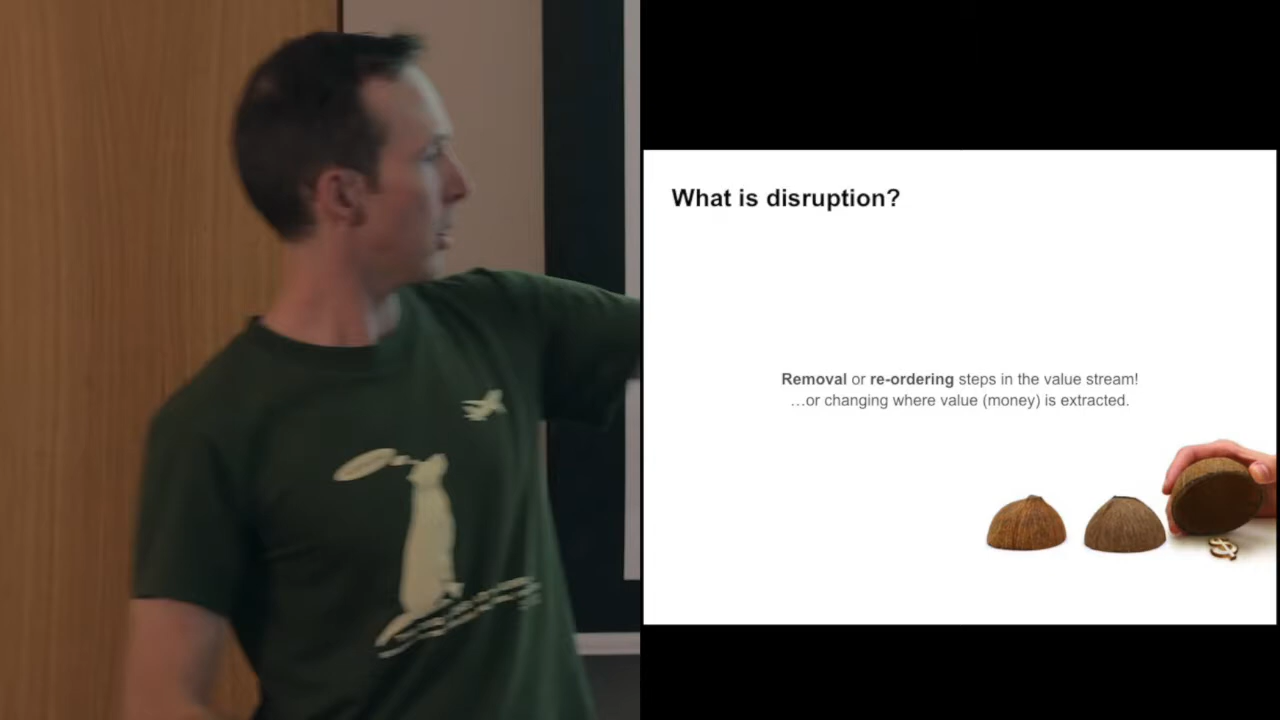 What is disruption?
Removal or re-ordering steps in the value stream!
…or changing where value (money) is extracted.
$